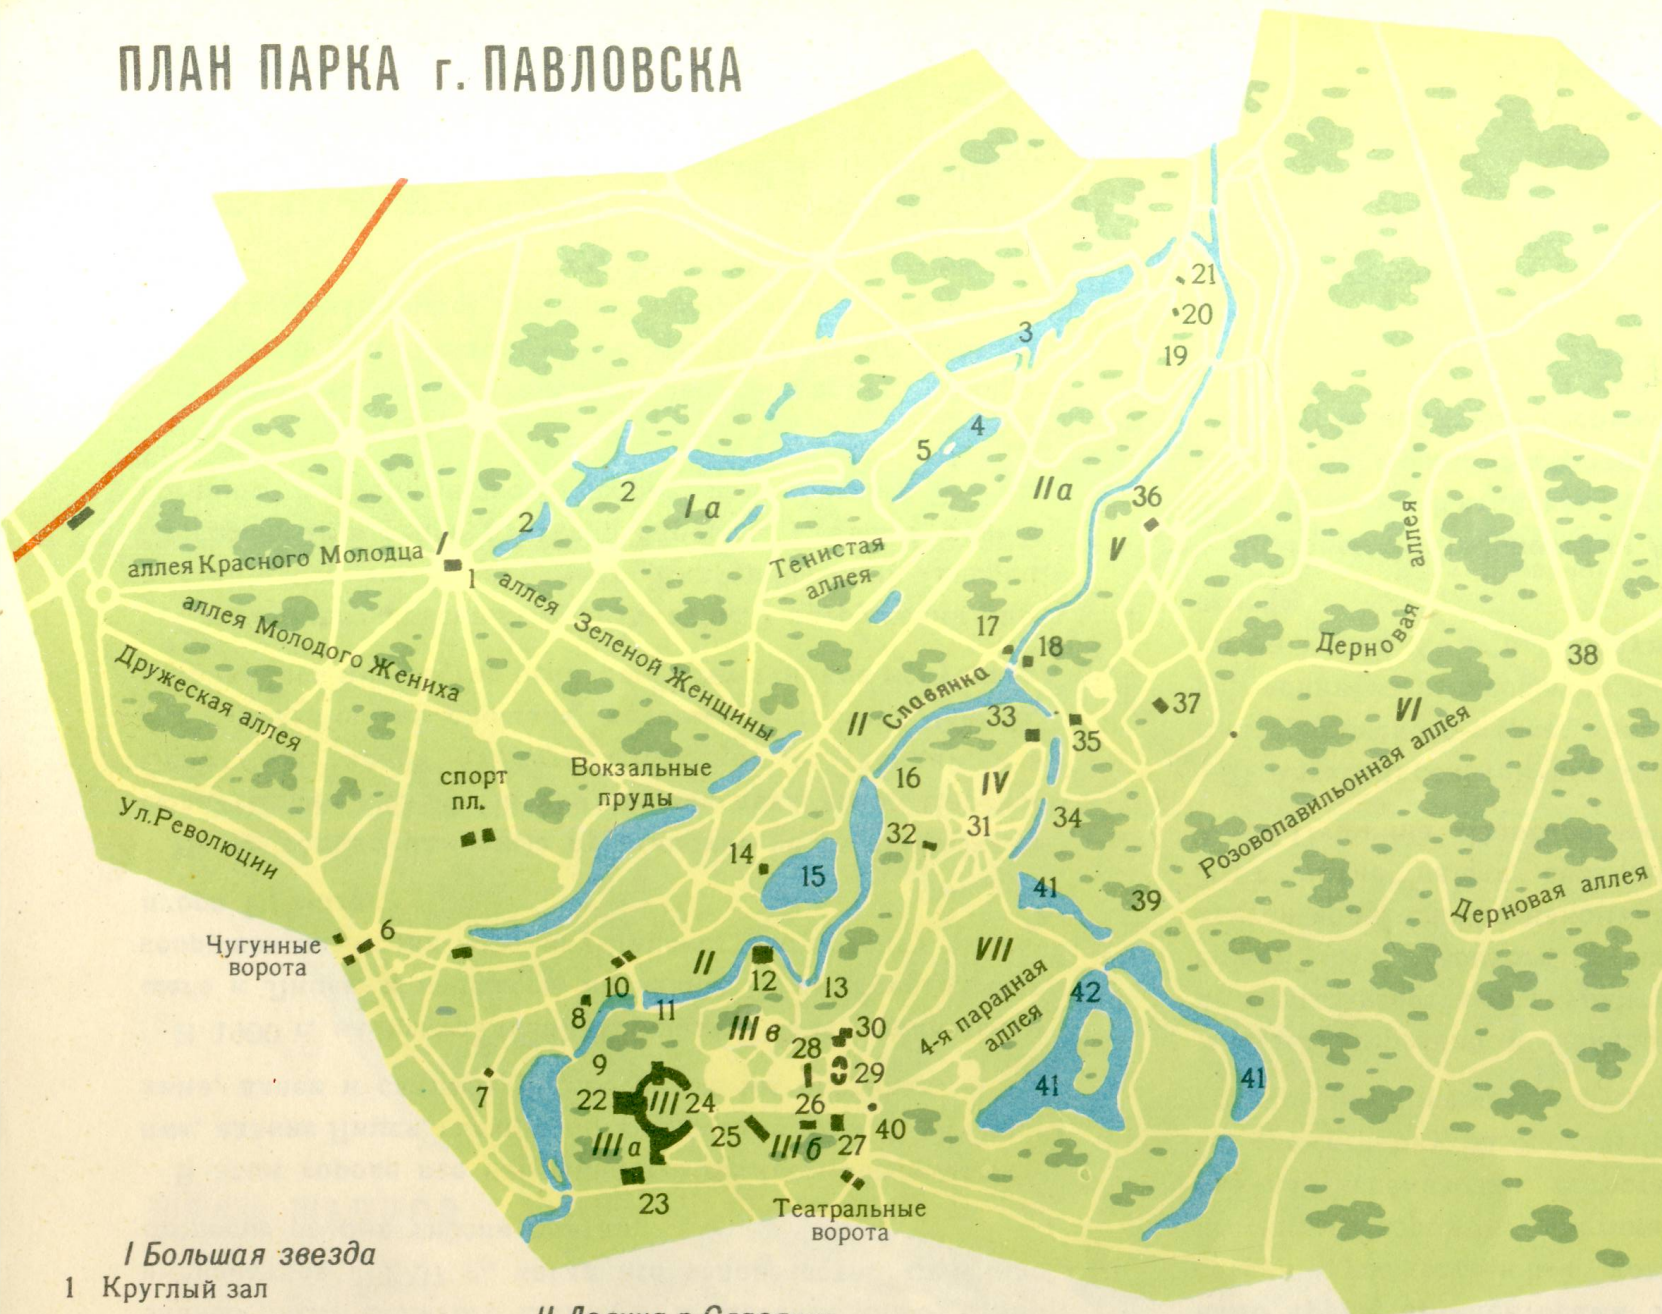 ПЛАН ПАРКА г. ПАВЛОВСКА
21
20
19
3
4
5
2
I а
II а
36
2
V
аллея Красного Молодца
I
1
Тенистая
аллея
аллея
Дерновая
аллея Зеленой Женщины
аллея Молодого Жениха
Дружеская аллея
17
18
38
Славянка
II
33
35
37
VI
Розовопавильонная аллея
спорт
пл.
Вокзальные
пруды
16
IV
34
31
32
Ул.Революции
14
15
41
39
Дерновая аллея
6
Чугунные
ворота
II
12
13
VII
10
11
8
42
4-я парадная
аллея
III в
30
28
29
9
7
22
III
24
26
41
41
25
III б
27
40
III а
23
Театральные
ворота
I Большая звезда
1 Круглый зал